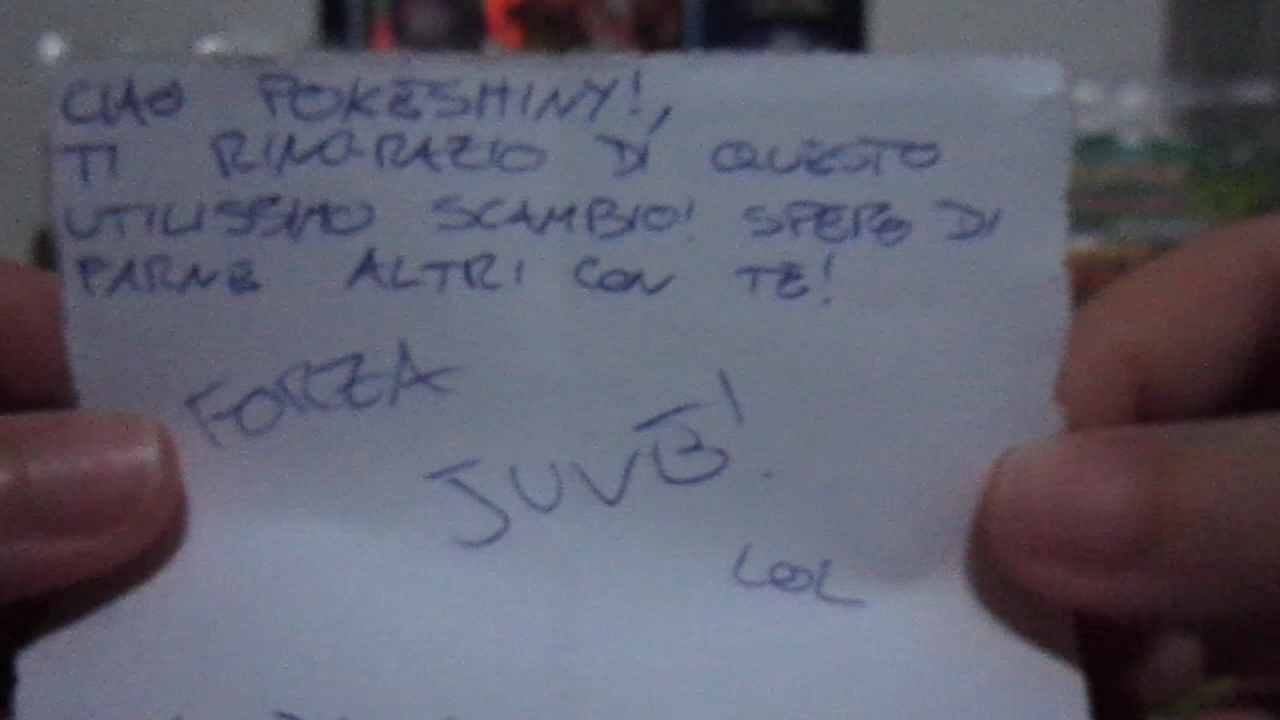 CIAO POKESHINY!,
TI RINGRAZIO DI QUESTO
UTILISSIMO SCAMBIO! SPERO DI
FARNE ALTRI CON TE!
FORZA
JUVE!
LOL